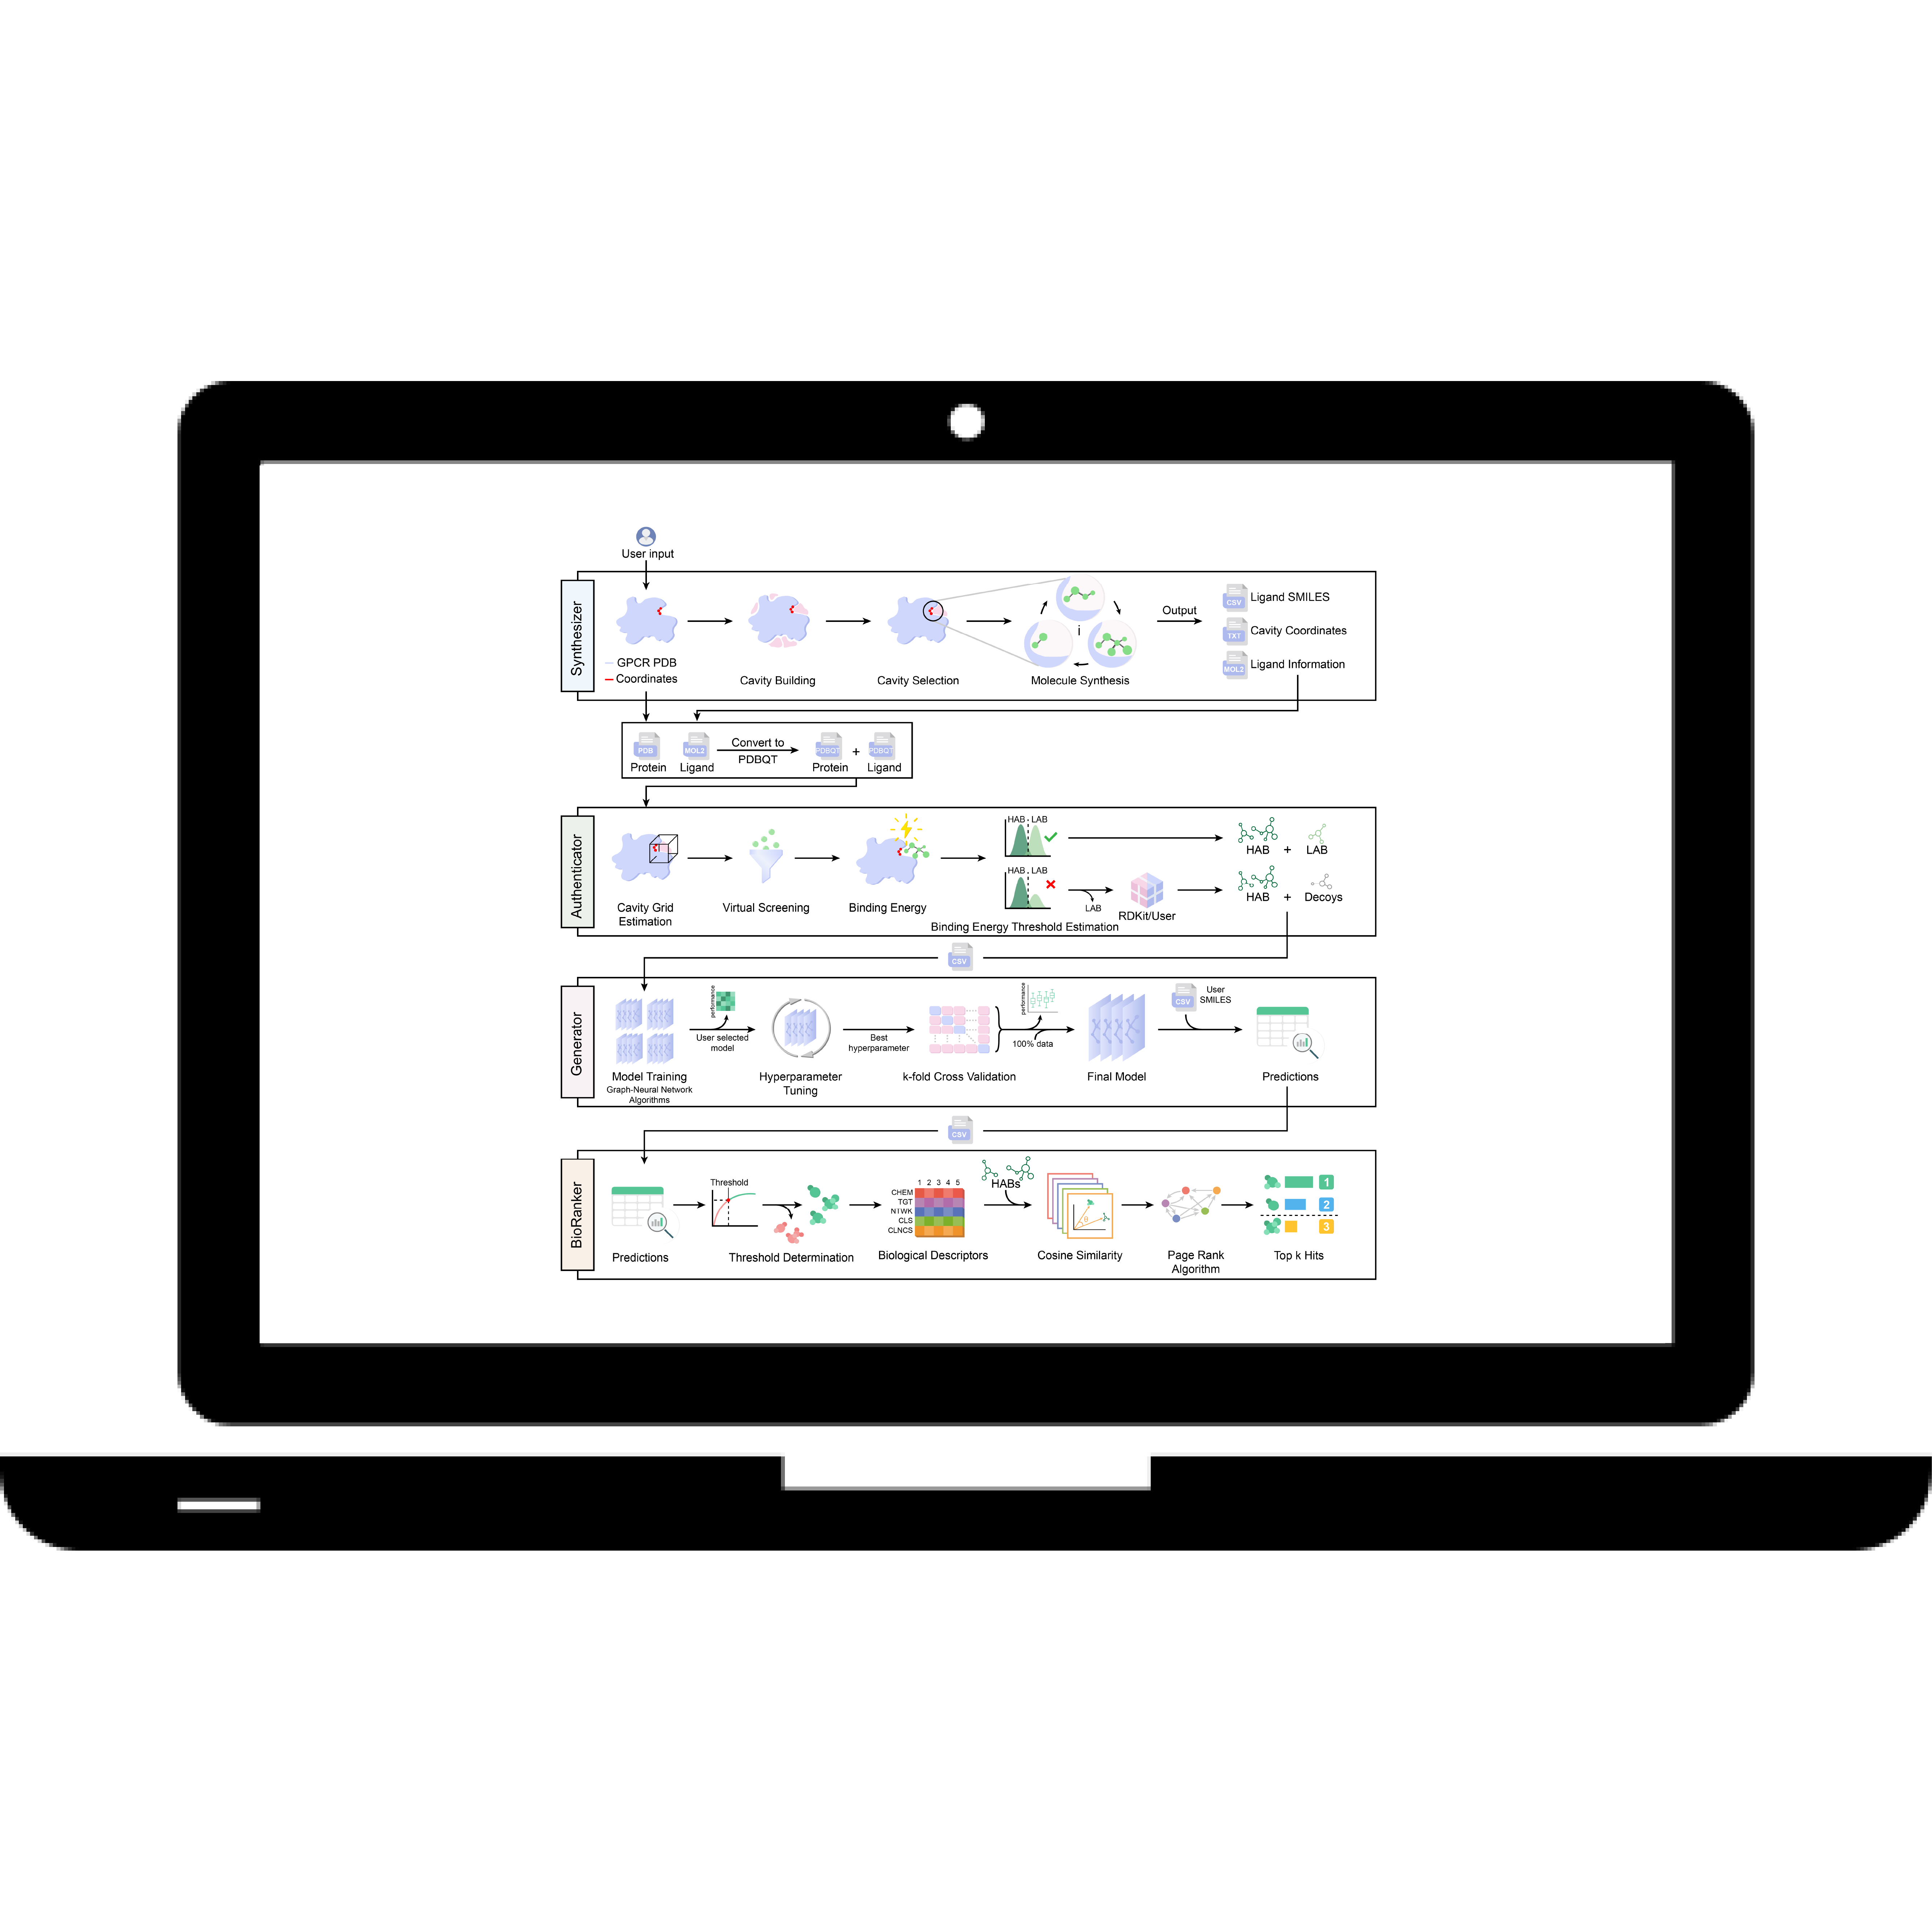 User input
Synthesizer
GPCR PDB
Coordinates
Cavity Building
Cavity Selection
i
Molecule Synthesis
Output
CSV
Ligand SMILES
TXT
Cavity Coordinates
MOL2
Ligand Information
PDB
Protein
MOL2
Ligand
Convert to
PDBQT
PDBQT
Protein
+
PDBQT
Ligand
Authenticator
Cavity Grid
Estimation
Virtual Screening
Binding Energy
HAB LAB
HAB LAB
LAB
RDKit/User
Binding Energy Threshold Estimation
HAB + LAB
HAB + Decoys
CSV
Generator
Model Training
Graph-Neural Network
Algorithms
performance
User selected
model
Hyperparameter
Tuning
Best
hyperparameter
k-fold Cross Validation
performance
100% data
Final Model
CSV
User
SMILES
Predictions
CSV
BioRanker
Predictions
Threshold
Threshold Determination
1 2 3 4 5
CHEM
TGT
NTWK
CLS
CLNCS
Biological Descriptors
HABs
θ
Cosine Similarity
Page Rank
Algorithm
1
2
3
Top k Hits